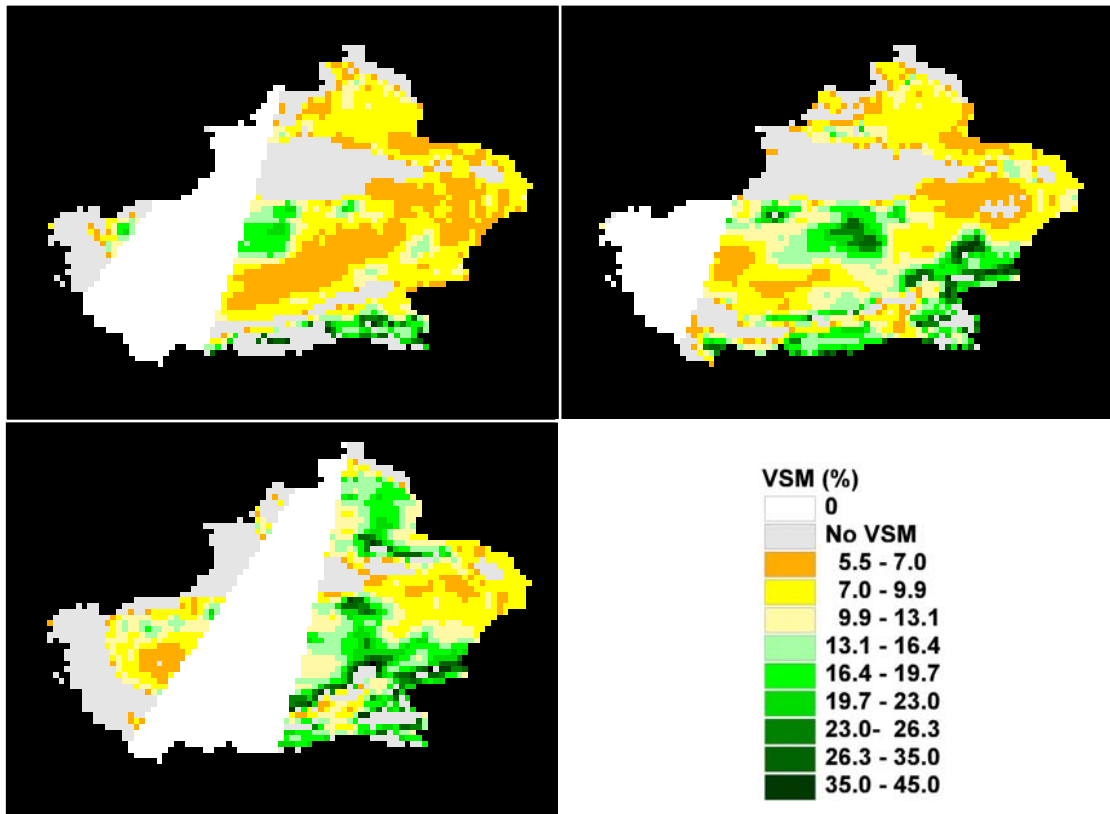 VSM (%)
0
No VSM
5.5 - 7.0
7.0 - 9.9
9.9 - 13.1
13.1 - 16.4
16.4 - 19.7
19.7 - 23.0
23.0- 26.3
26.3 - 35.0
35.0 - 45.0